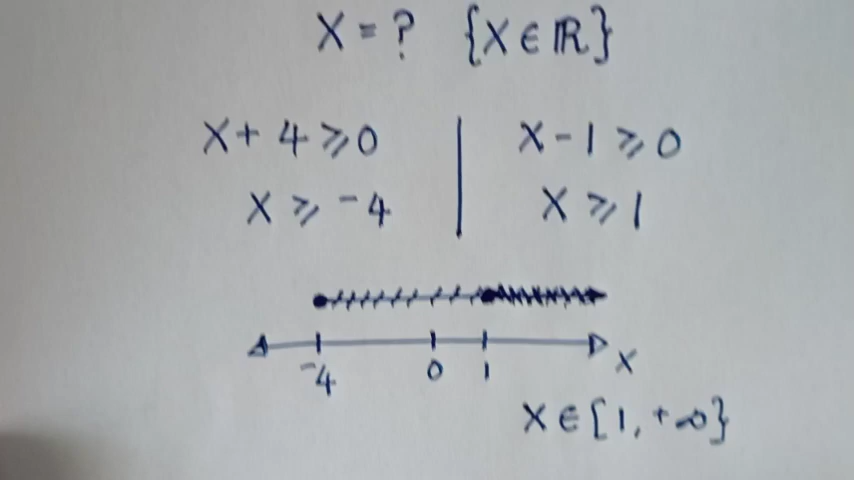 X = ? {X ∈ ℝ}
X + 4 ⩾ 0
X ⩾ -4
X - 1 ⩾ 0
X ⩾ 1
-4 0 1 X
X ∈ [1, +∞}